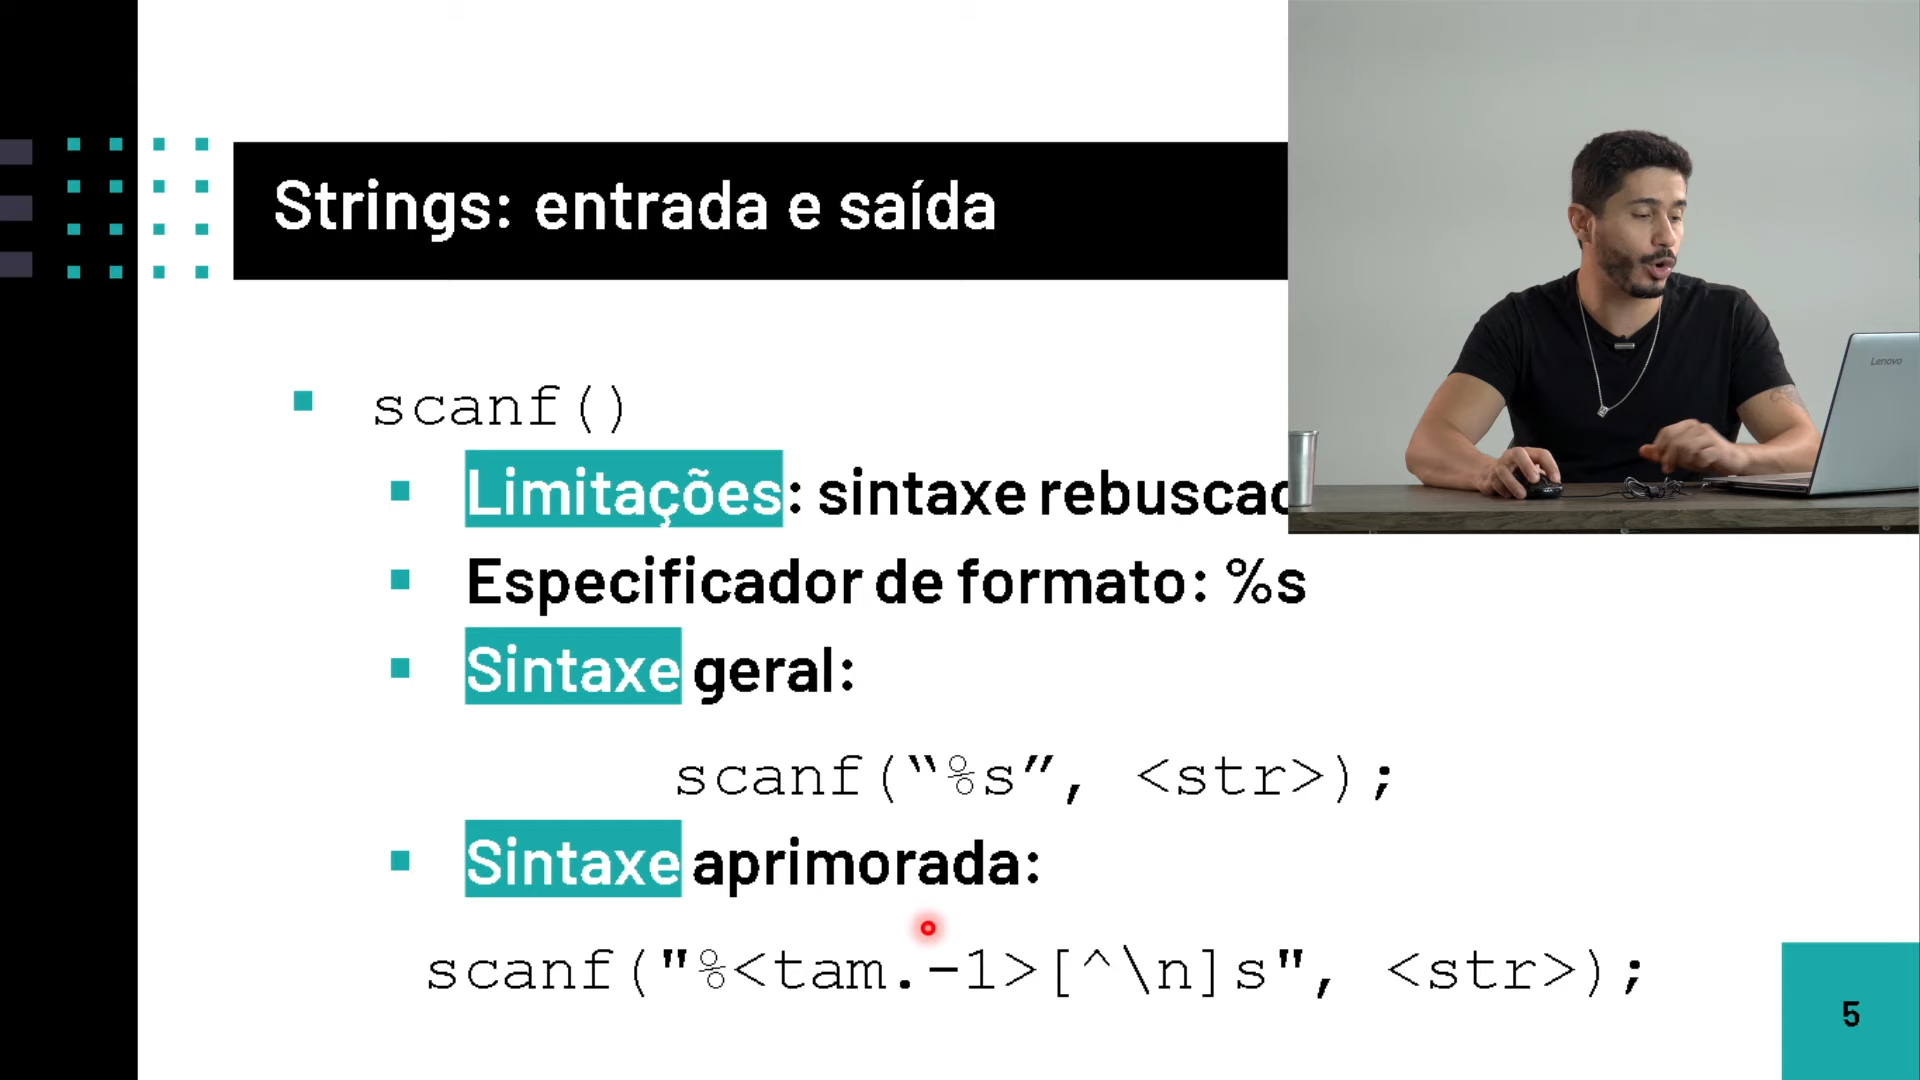 Strings: entrada e saída
scanf()
Limitações: sintaxe
Especificador de formato: %s
Sintaxe geral:
scanf(“%s”, <str>);
Sintaxe aprimorada:
scanf("%<tam.-1>[^\n]s", <str>);
5
Lenovo